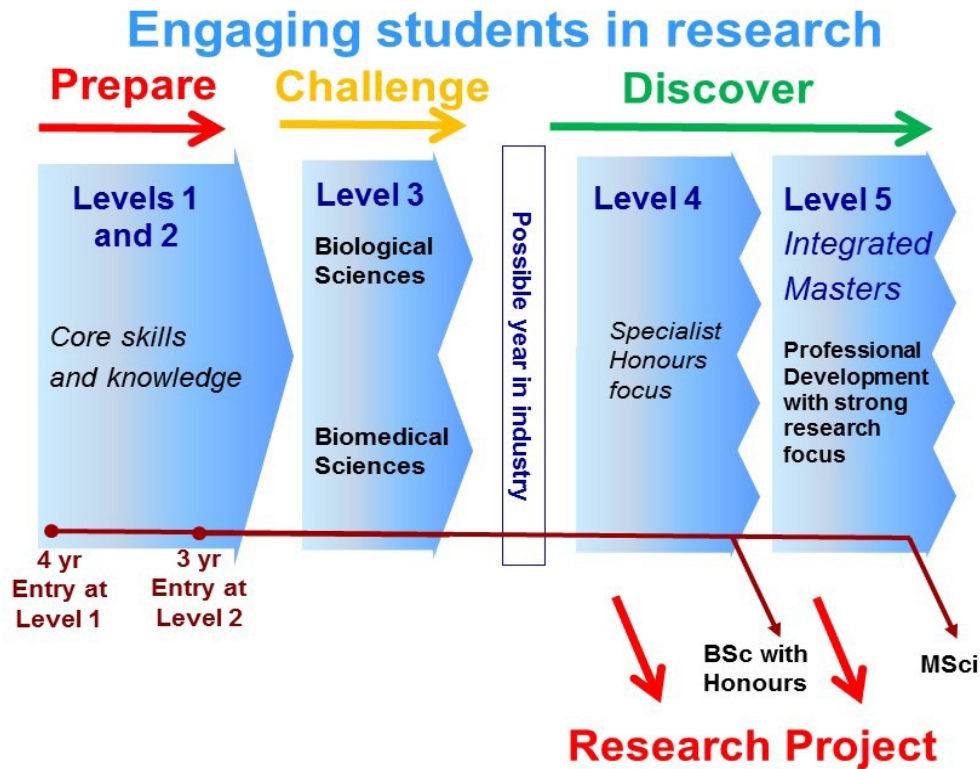 Engaging students in research
Prepare
Challenge
Discover
Levels 1
and 2
Core skills
and knowledge
Level 3
Biological
Sciences
Biomedical
Sciences
Possible year in industry
Level 4
Specialist
Honours
focus
Level 5
Integrated
Masters
Professional
Development
with strong
research
focus
4 yr
Entry at
Level 1
3 yr
Entry at
Level 2
BSc with
Honours
MSci
Research Project